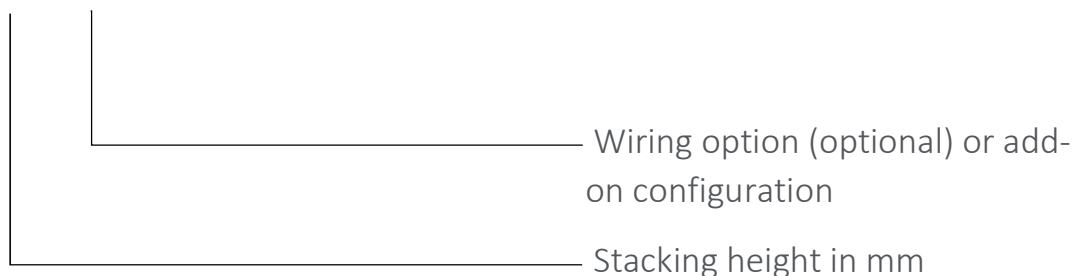 Wiring option (optional) or add-
on configuration
Stacking height in mm